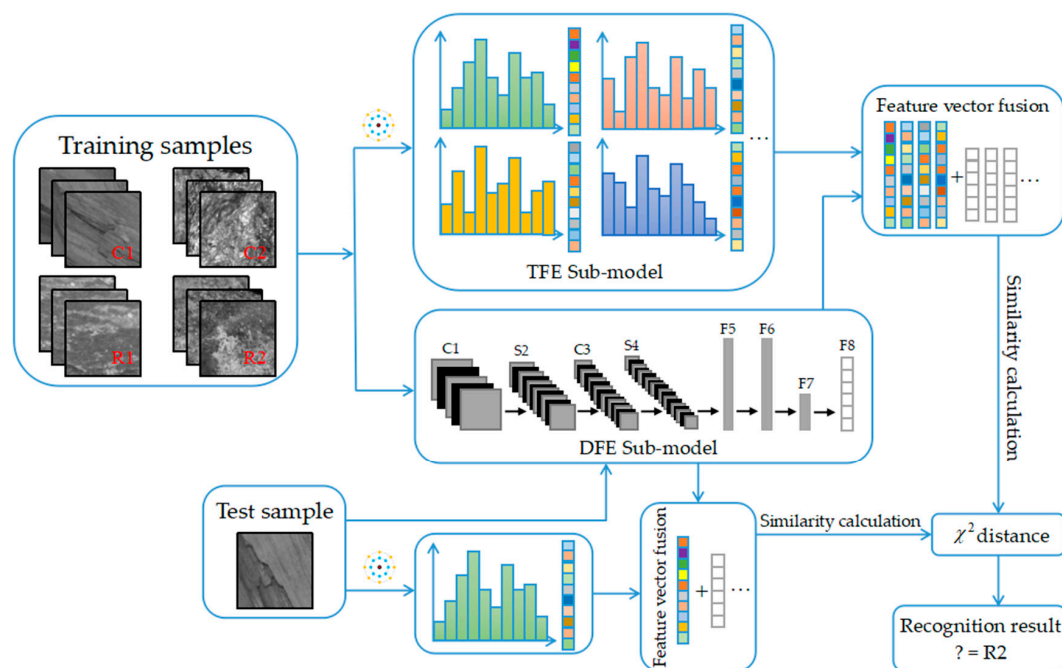 Training samples
C1
C2
R1
R2
...
TFE Sub-model
C1
S2
C3
S4
F5
F6
F7
F8
DFE Sub-model
Feature vector fusion
+
...
Similarity calculation
Test sample
Feature vector fusion
+
...
Similarity calculation
χ² distance
Recognition result
? = R2